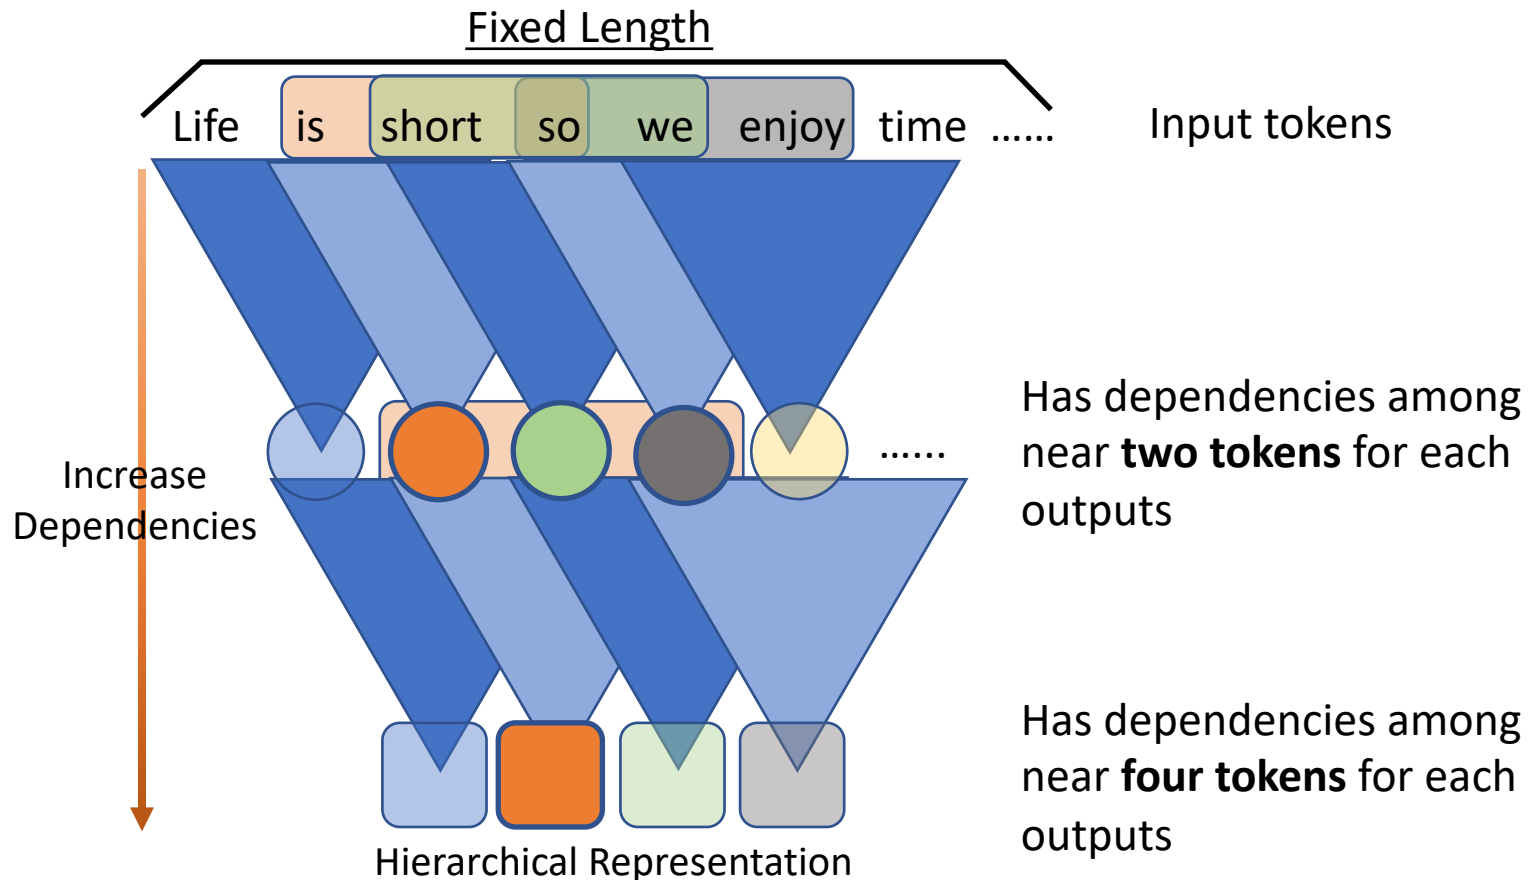 Fixed Length
Life is short so we enjoy time ......
Input tokens
Has dependencies among
near two tokens for each
outputs
......
Increase
Dependencies
Has dependencies among
near four tokens for each
outputs
Hierarchical Representation